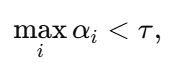 max_i α_i < τ,